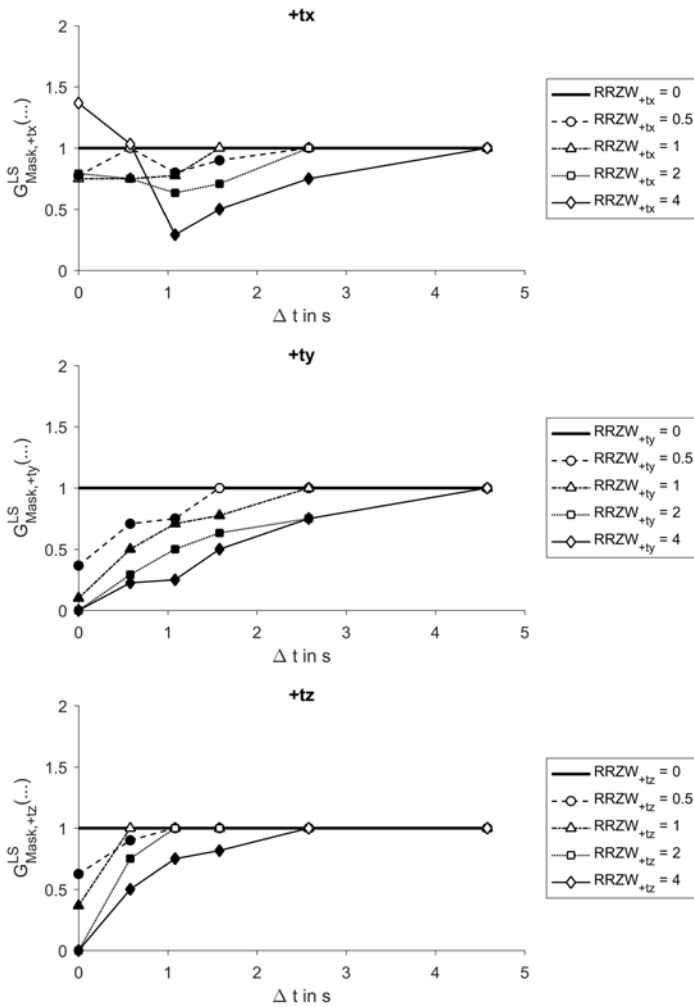 +tx
2
1.5
1
0.5
0
G^LS_Mask,+tx(...)
0 1 2 3 4 5
Δ t in s
RRZW+tx = 0
RRZW+tx = 0.5
RRZW+tx = 1
RRZW+tx = 2
RRZW+tx = 4
+ty
2
1.5
1
0.5
0
G^LS_Mask,+ty(...)
0 1 2 3 4 5
Δ t in s
RRZW+ty = 0
RRZW+ty = 0.5
RRZW+ty = 1
RRZW+ty = 2
RRZW+ty = 4
+tz
2
1.5
1
0.5
0
G^LS_Mask,+tz(...)
0 1 2 3 4 5
Δ t in s
RRZW+tz = 0
RRZW+tz = 0.5
RRZW+tz = 1
RRZW+tz = 2
RRZW+tz = 4